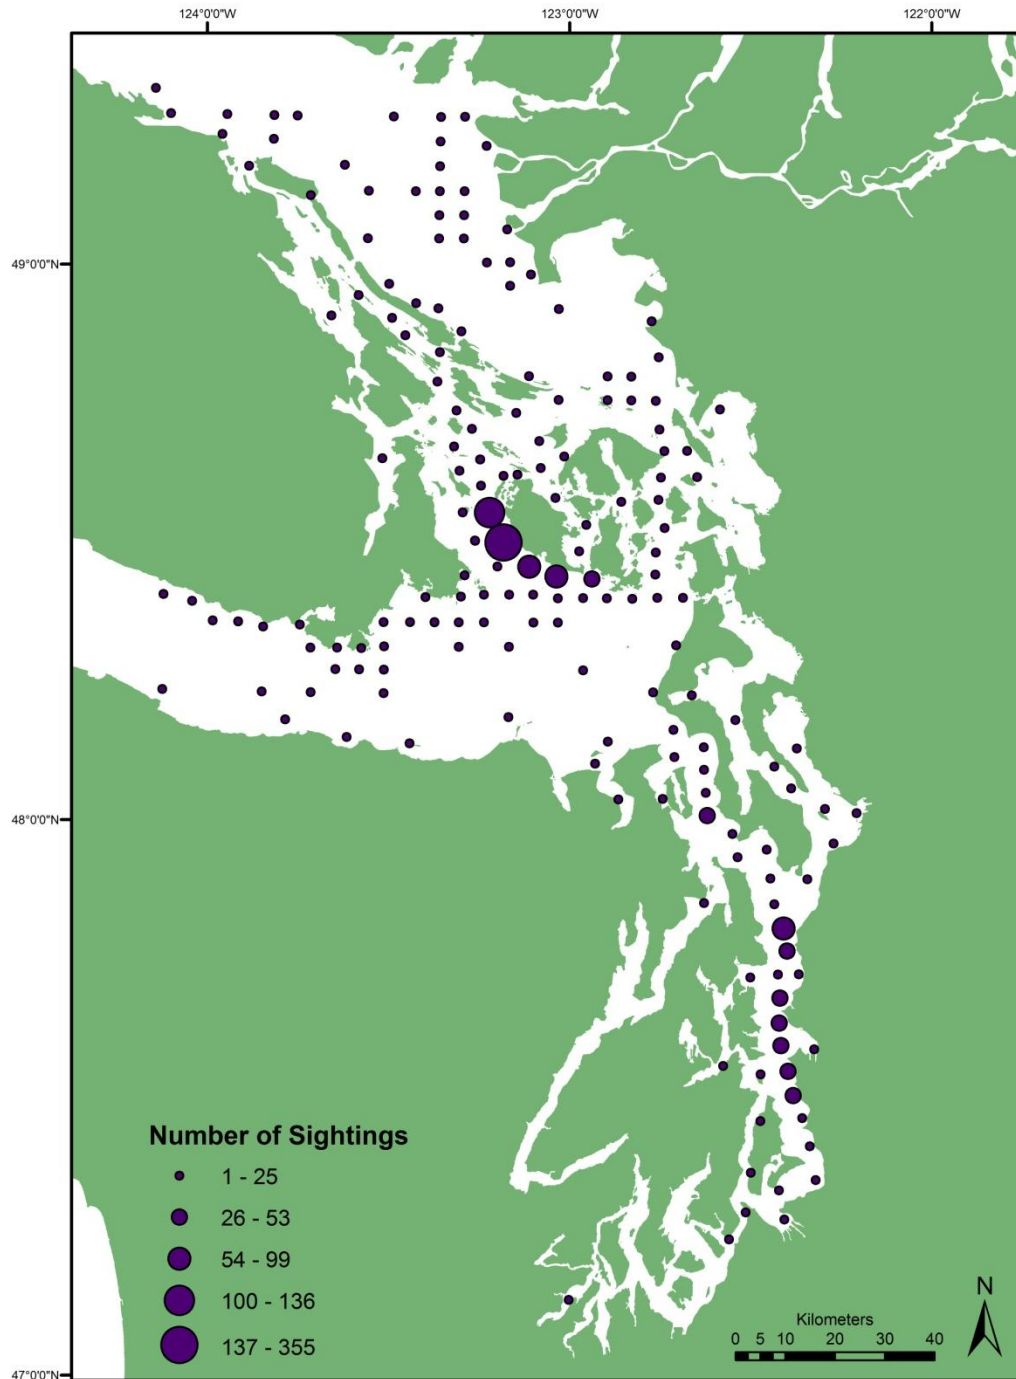 124°0'0"W 123°0'0"W 122°0'0"W
49°0'0"N
48°0'0"N
47°0'0"N
Number of Sightings
1 - 25
26 - 53
54 - 99
100 - 136
137 - 355
N
Kilometers
0 5 10 20 30 40